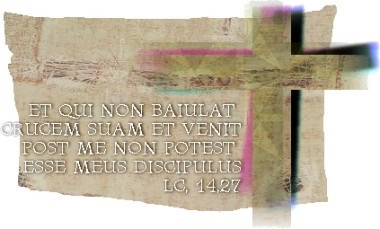 ET QUI NON BAIULAT
CRUCEM SUAM ET VENIT
POST ME NON POTEST
ESSE MEUS DISCIPULUS
LC, 14,27